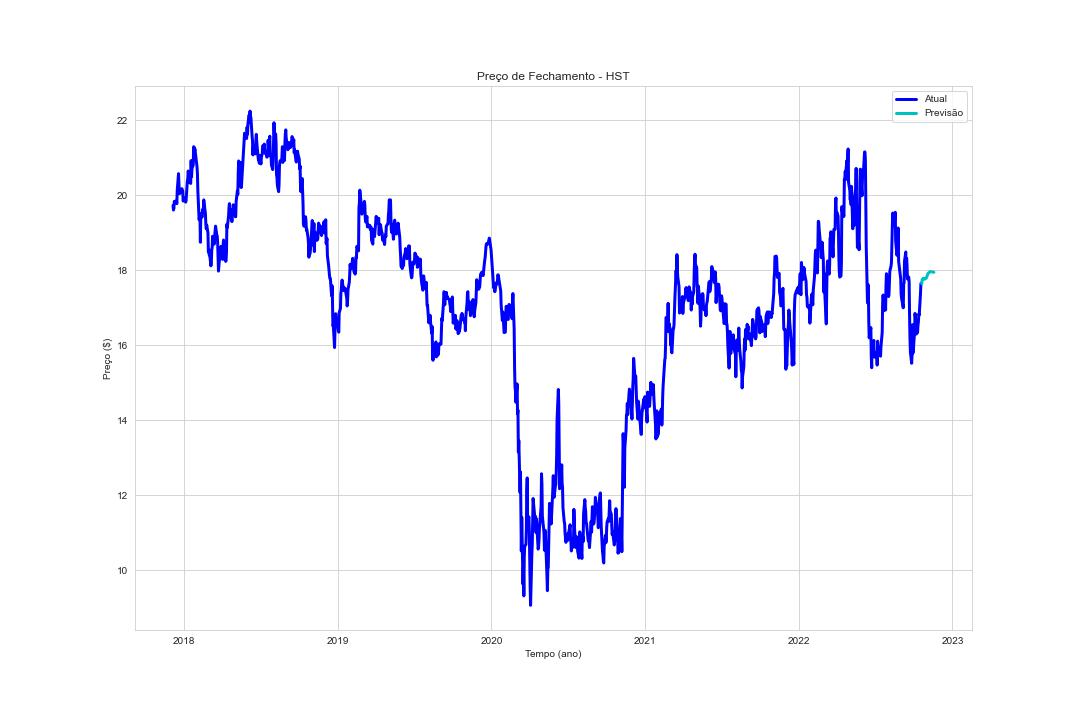 Preço de Fechamento - HST
Atual
Previsão
Preço ($)
22
20
18
16
14
12
10
2018
2019
2020
2021
2022
2023
Tempo (ano)